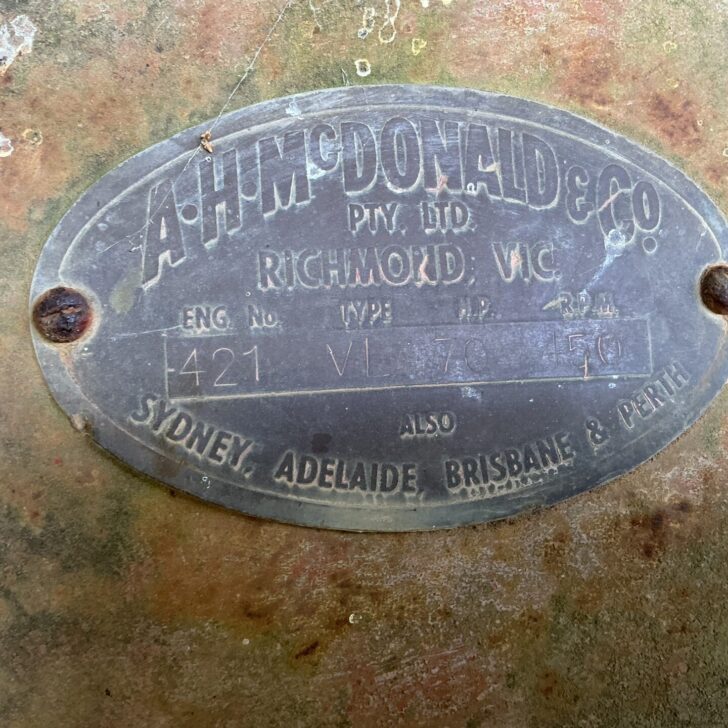 A.H. McDONALD & Co.
PTY. LTD.
RICHMOND, VIC.
ENG. No. TYPE H.P. R.P.M.
421 VL 70 450
ALSO
SYDNEY, ADELAIDE, BRISBANE & PERTH